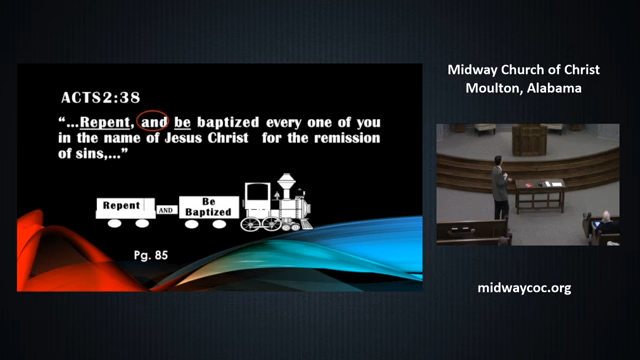 ACTS2:38
“...Repent, and be baptized every one of you
in the name of Jesus Christ for the remission
of sins,...”
Repent
AND
Be
Baptized
Pg. 85
Midway Church of Christ
Moulton, Alabama
midwaycoc.org